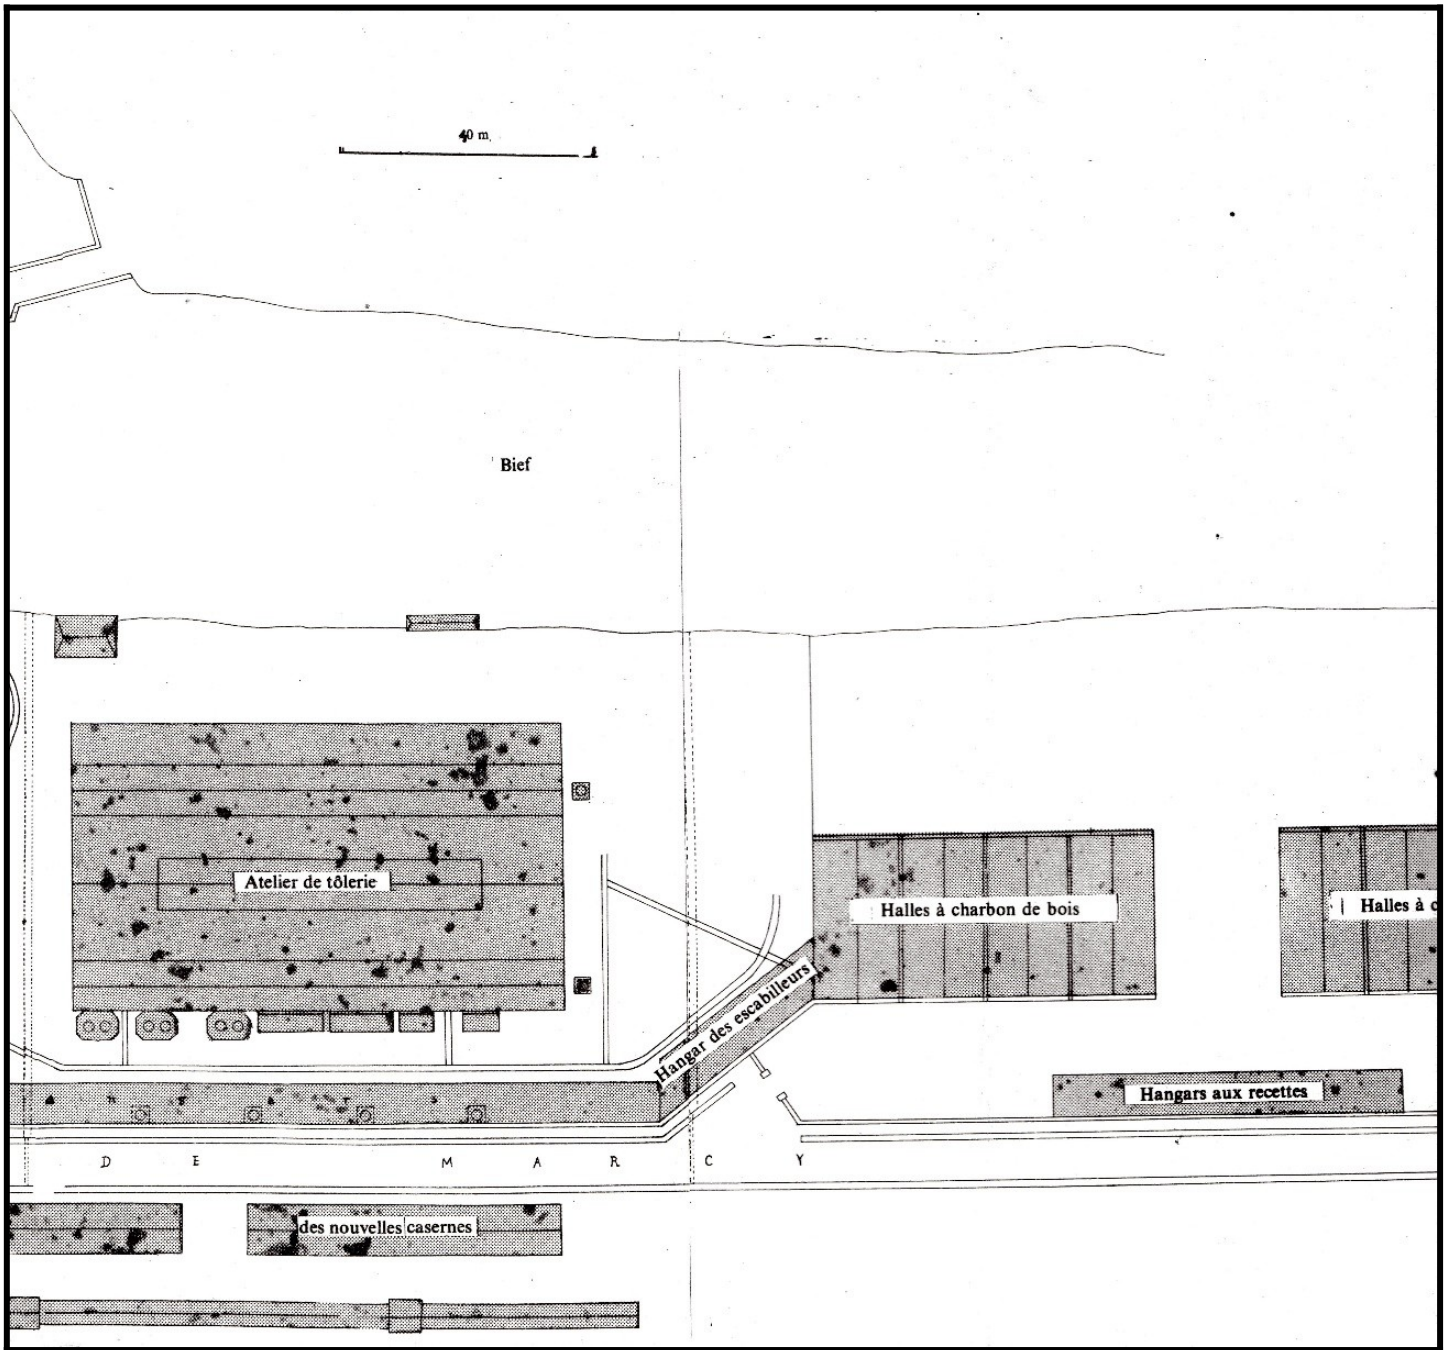 40 m.
Bief
Atelier de tôlerie
Halles à charbon de bois
Halles à c
Hangar des escabilleurs
Hangars aux recettes
D E M A R C Y
des nouvelles casernes